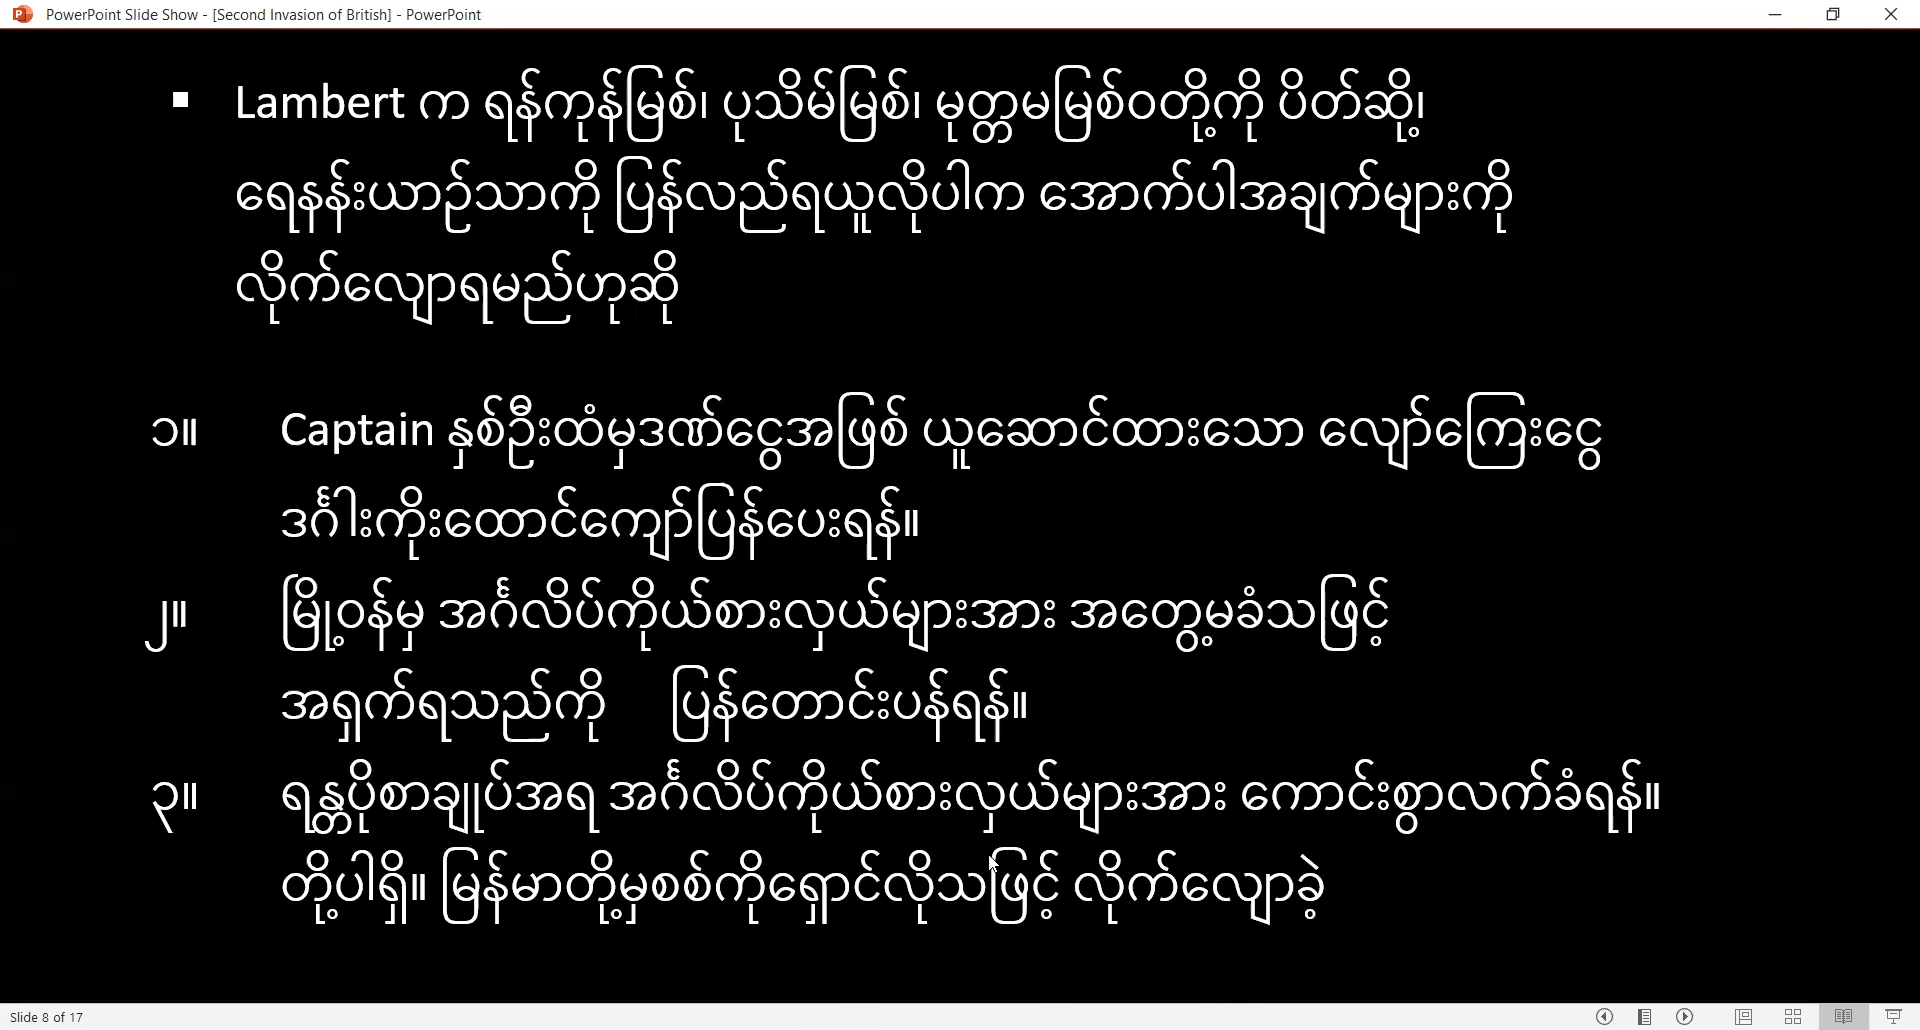 PowerPoint Slide Show - [Second Invasion of British] - PowerPoint
▪ Lambert က ရန်ကုန်မြစ်၊ ပုသိမ်မြစ်၊ မုတ္တမမြစ်ဝတို့ကို ပိတ်ဆို့၊
ရေနန်းယာဉ်သာကို ပြန်လည်ရယူလိုပါက အောက်ပါအချက်များကို
လိုက်လျောရမည်ဟုဆို
၁။ Captain နှစ်ဦးထံမှဒဏ်ငွေအဖြစ် ယူဆောင်ထားသော လျော်ကြေးငွေ
ဒင်္ဂါးကိုးထောင်ကျော်ပြန်ပေးရန်။
၂။ မြို့ဝန်မှ အင်္ဂလိပ်ကိုယ်စားလှယ်များအား အတွေ့မခံသဖြင့်
အရှက်ရသည်ကို ပြန်တောင်းပန်ရန်။
၃။ ရန္တပိုစာချုပ်အရ အင်္ဂလိပ်ကိုယ်စားလှယ်များအား ကောင်းစွာလက်ခံရန်။
တို့ပါရှိ။ မြန်မာတို့မှစစ်ကိုရှောင်လိုသဖြင့် လိုက်လျောခဲ့
Slide 8 of 17